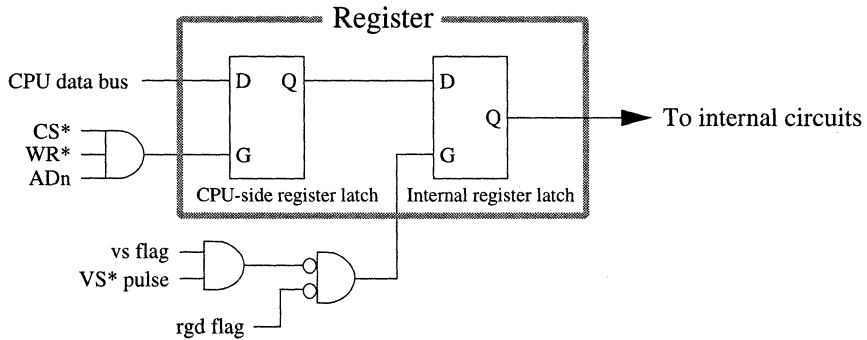 Register
CPU data bus
D Q
D
Q
CS*
WR*
ADn
G
G
To internal circuits
CPU-side register latch
Internal register latch
vs flag
VS* pulse
rgd flag